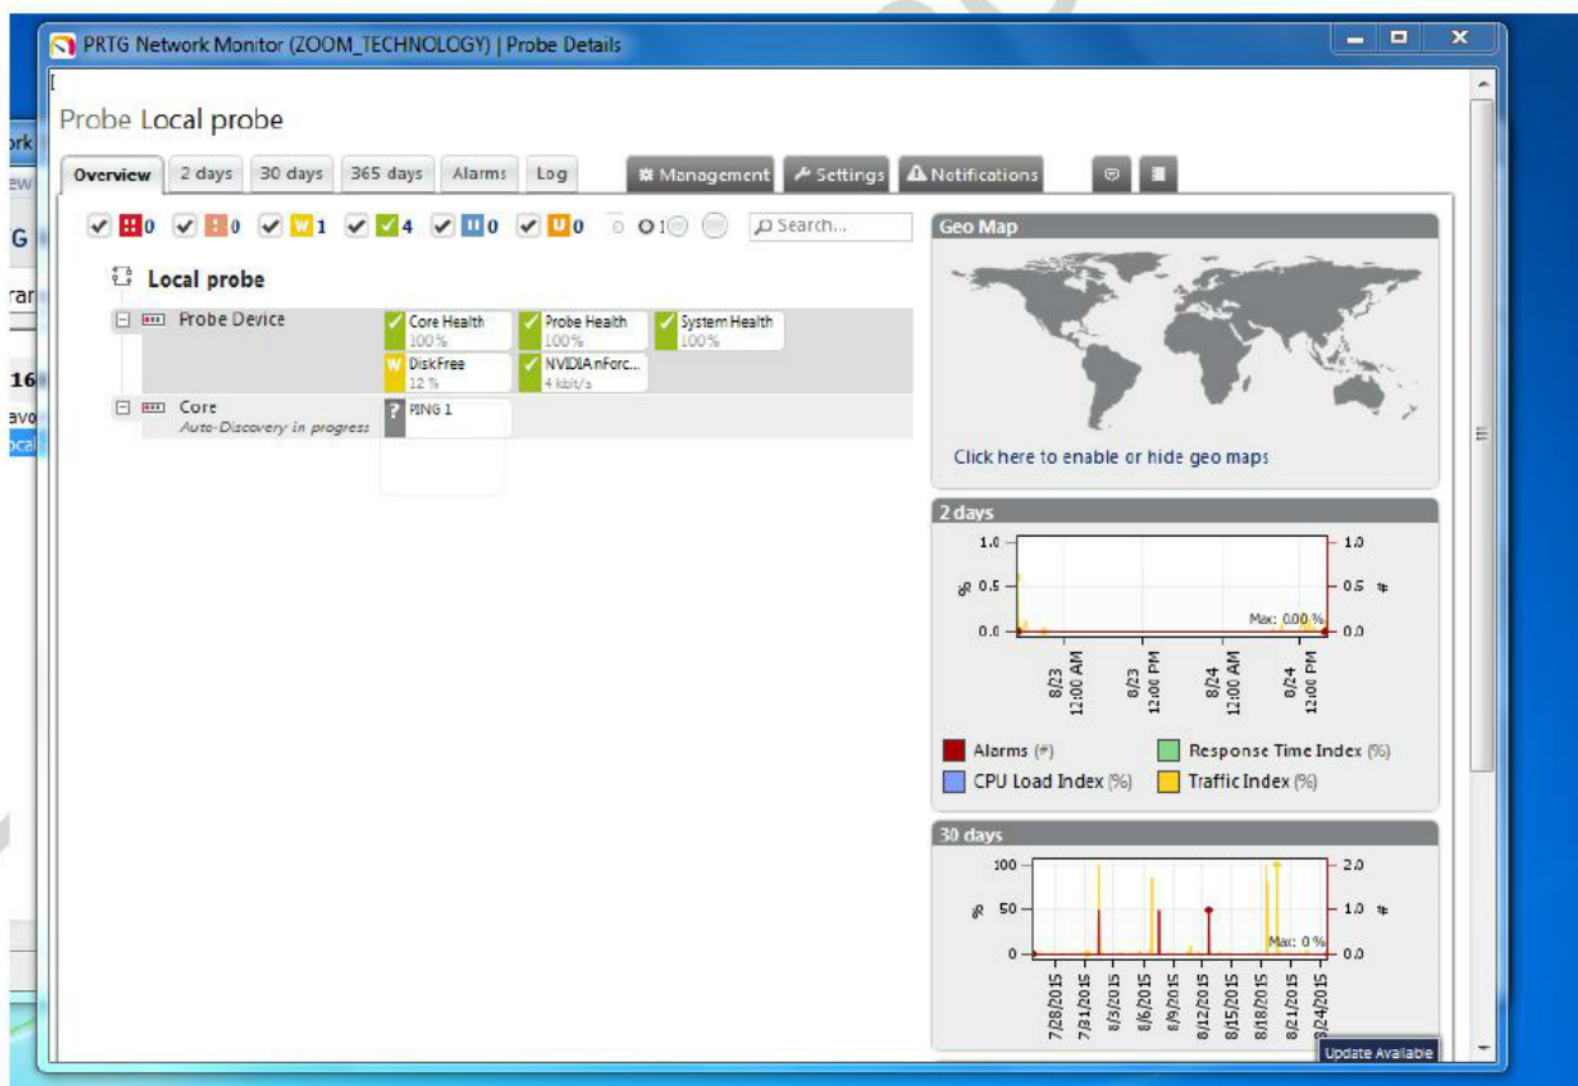 PRTG Network Monitor (ZOOM_TECHNOLOGY) | Probe Details
[
Probe Local probe
Overview 2 days 30 days 365 days Alarms Log Management Settings Notifications
0 0 W 1 4 0 U 0 Search...
Local probe
Probe Device
Core Health
100%
Probe Health
100%
System Health
100%
W DiskFree
12 %
NVIDIA nForc...
4 kbit/s
Core
Auto-Discovery in progress
? PING 1
Geo Map
Click here to enable or hide geo maps
2 days
1.0 1.0
% 0.5 0.5 #
Max: 0.00 %
0.0 0.0
8/23 12:00 AM
8/23 12:00 PM
8/24 12:00 AM
8/24 12:00 PM
Alarms (#) Response Time Index (%)
CPU Load Index (%) Traffic Index (%)
30 days
100 2.0
% 50 1.0 #
Max: 0 %
0 0.0
7/28/2015
7/31/2015
8/3/2015
8/6/2015
8/9/2015
8/12/2015
8/15/2015
8/18/2015
8/21/2015
8/24/2015
Update Available